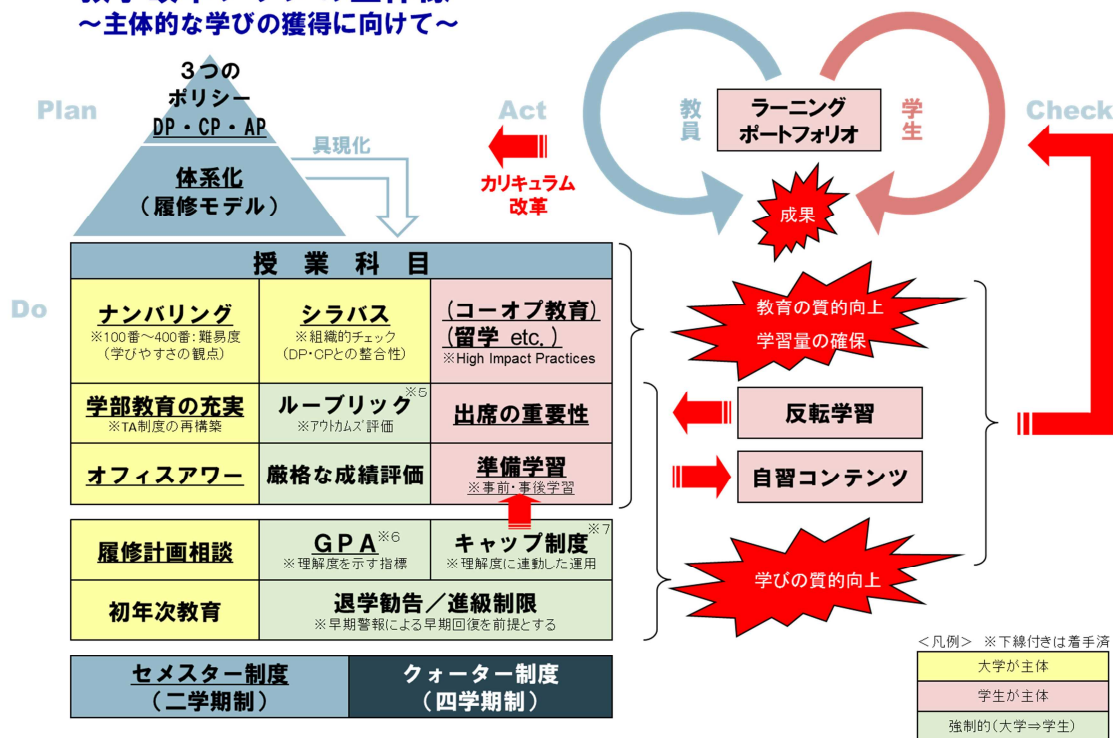 ～主体的な学びの獲得に向けて～
Plan
3つの
ポリシー
DP・CP・AP
体系化
（履修モデル）
具現化
Act
カリキュラム
改革
教員
ラーニング
ポートフォリオ
学生
Check
成果
Do
授業科目
ナンバリング
※100番～400番：難易度
（学びやすさの観点）
シラバス
※組織的チェック
（DP・CPとの整合性）
（コーオプ教育）
（留学 etc.）
※High Impact Practices
学部教育の充実
※TA制度の再構築
ルーブリック※5
※アウトカムズ評価
出席の重要性
オフィスアワー
厳格な成績評価
準備学習
※事前・事後学習
履修計画相談
GPA※6
※理解度を示す指標
キャップ制度※7
※理解度に連動した運用
初年次教育
退学勧告／進級制限
※早期警報による早期回復を前提とする
セメスター制度
（二学期制）
クォーター制度
（四学期制）
教育の質的向上
学習量の確保
反転学習
自習コンテンツ
学びの質的向上
＜凡例＞ ※下線付きは着手済
大学が主体
学生が主体
強制的（大学⇒学生）